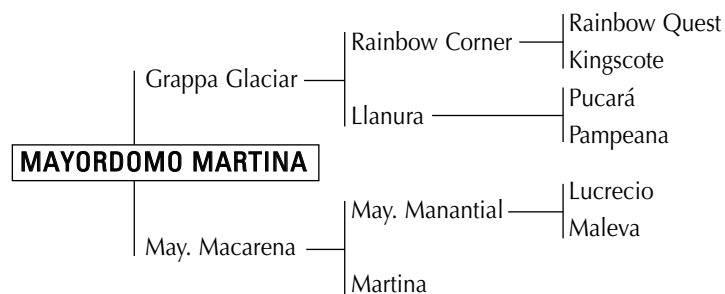 Rainbow Quest
Rainbow Corner
Kingscote
Grappa Glaciar
Pucará
Llanura
Pampeana
MAYORDOMO MARTINA
Lucrecio
May. Manantial
Maleva
May. Macarena
Martina